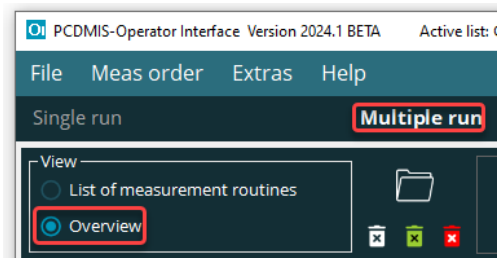 OI PCDMIS-Operator Interface Version 2024.1 BETA Active list:
File Meas order Extras Help
Single run Multiple run
View
List of measurement routines
Overview